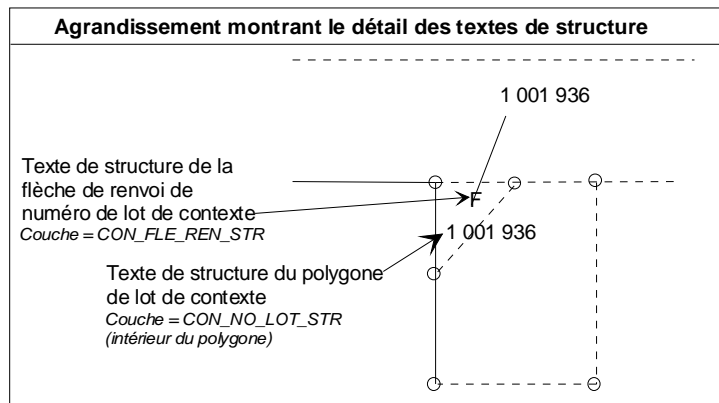 Agrandissement montrant le détail des textes de structure
1 001 936
Texte de structure de la
flèche de renvoi de
numéro de lot de contexte
Couche = CON_FLE_REN_STR
F
1 001 936
Texte de structure du polygone
de lot de contexte
Couche = CON_NO_LOT_STR
(intérieur du polygone)